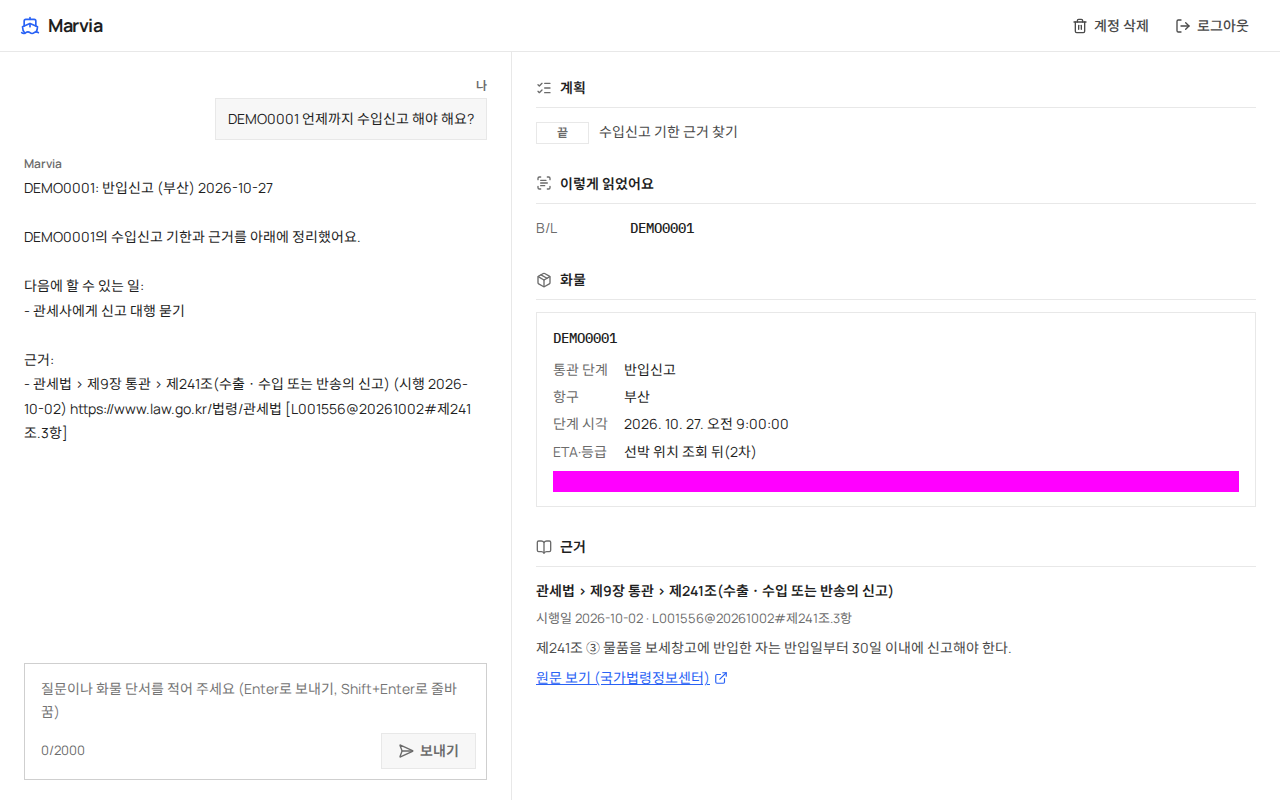 Marvia
계정 삭제
로그아웃
나
DEMO0001 언제까지 수입신고 해야 해요?
Marvia
DEMO0001: 반입신고 (부산) 2026-10-27
DEMO0001의 수입신고 기한과 근거를 아래에 정리했어요.
다음에 할 수 있는 일:
- 관세사에게 신고 대행 묻기
근거:
- 관세법 › 제9장 통관 › 제241조(수출ㆍ수입 또는 반송의 신고) (시행 2026-
10-02) https://www.law.go.kr/법령/관세법 [L001556@20261002#제241
조.3항]
질문이나 화물 단서를 적어 주세요 (Enter로 보내기, Shift+Enter로 줄바
꿈)
0/2000
보내기
계획
끝 수입신고 기한 근거 찾기
이렇게 읽었어요
B/L DEMO0001
화물
DEMO0001
통관 단계 반입신고
항구 부산
단계 시각 2026. 10. 27. 오전 9:00:00
ETA·등급 선박 위치 조회 뒤(2차)
근거
관세법 › 제9장 통관 › 제241조(수출ㆍ수입 또는 반송의 신고)
시행일 2026-10-02 · L001556@20261002#제241조.3항
제241조 ③ 물품을 보세창고에 반입한 자는 반입일부터 30일 이내에 신고해야 한다.
원문 보기 (국가법령정보센터)